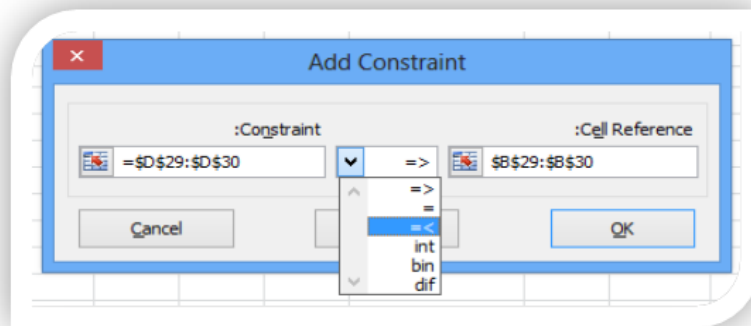 Add Constraint
:Cell Reference
:Constraint
$B$29:$B$30
=>
=$D$29:$D$30
=>
=
=<
int
bin
dif
OK
Cancel